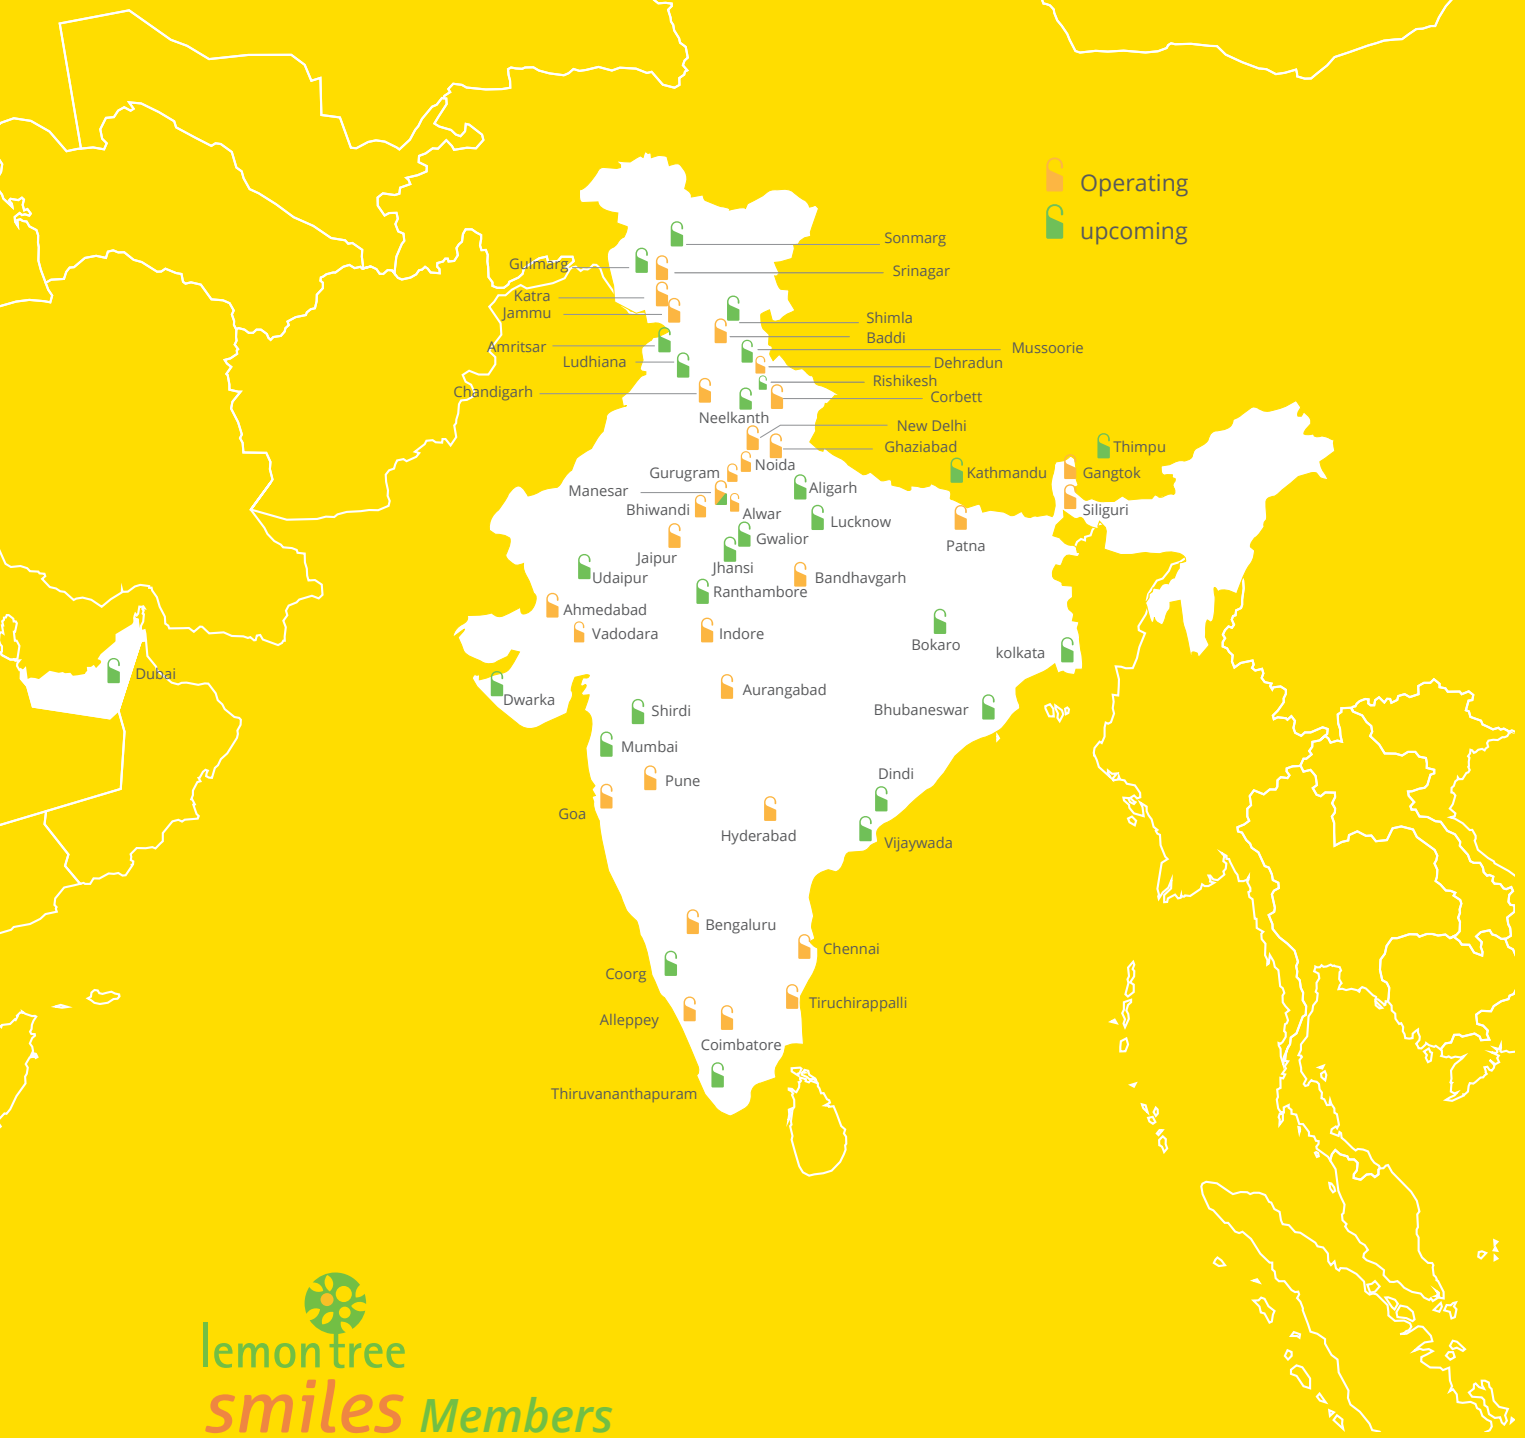 Operating
upcoming
Sonmarg
Gulmarg
Srinagar
Katra
Jammu
Shimla
Baddi
Amritsar
Mussoorie
Ludhiana
Dehradun
Rishikesh
Chandigarh
Corbett
Neelkanth
New Delhi
Ghaziabad
Thimpu
Noida
Gurugram
Kathmandu
Gangtok
Manesar
Aligarh
Bhiwandi
Alwar
Siliguri
Lucknow
Gwalior
Patna
Jaipur
Jhansi
Udaipur
Bandhavgarh
Ranthambore
Ahmedabad
Vadodara
Indore
Bokaro
kolkata
Dubai
Dwarka
Aurangabad
Shirdi
Bhubaneswar
Mumbai
Pune
Dindi
Goa
Hyderabad
Vijaywada
Bengaluru
Chennai
Coorg
Tiruchirappalli
Alleppey
Coimbatore
Thiruvananthapuram
lemon tree
smiles Members